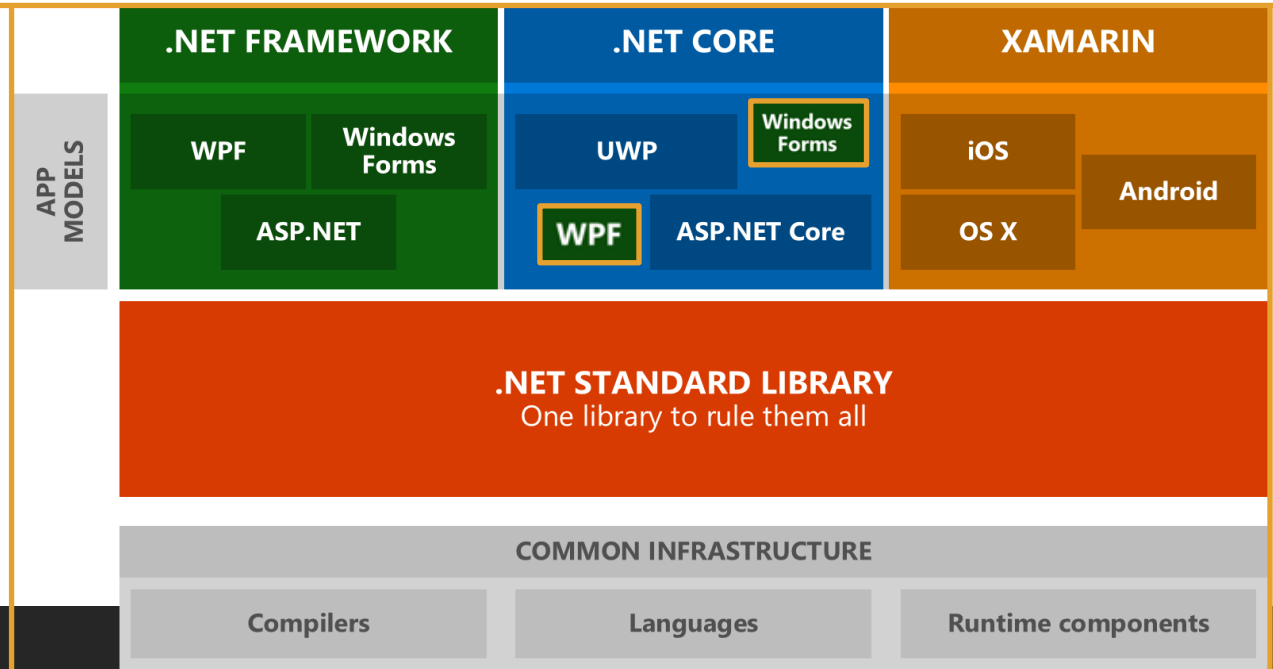 .NET FRAMEWORK
.NET CORE
XAMARIN
APP
MODELS
WPF
Windows
Forms
ASP.NET
UWP
Windows
Forms
WPF
ASP.NET Core
iOS
Android
OS X
.NET STANDARD LIBRARY
One library to rule them all
COMMON INFRASTRUCTURE
Compilers
Languages
Runtime components